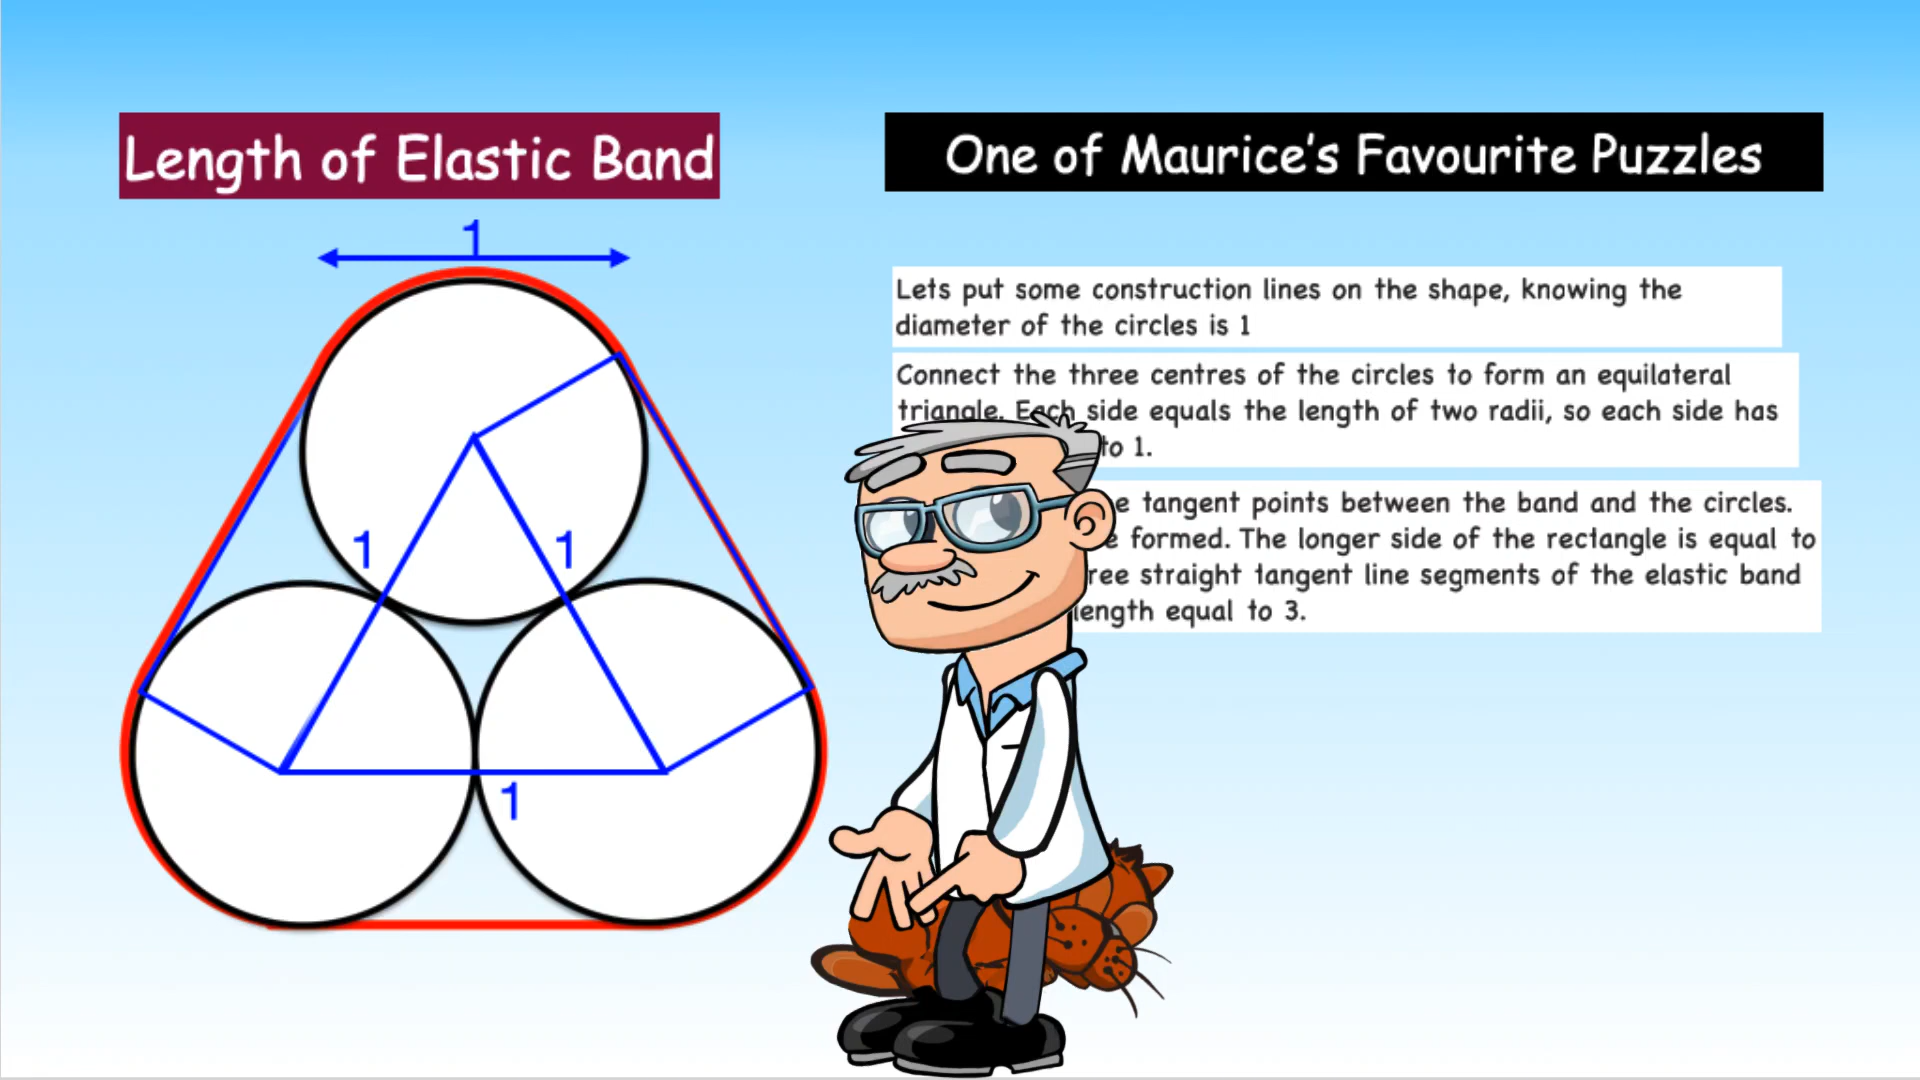 Length of Elastic Band
One of Maurice's Favourite Puzzles
1
Lets put some construction lines on the shape, knowing the
diameter of the circles is 1
Connect the three centres of the circles to form an equilateral
triangle. Each side equals the length of two radii, so each side has
to 1.
tangent points between the band and the circles.
formed. The longer side of the rectangle is equal to
straight tangent line segments of the elastic band
length equal to 3.
1
1
1